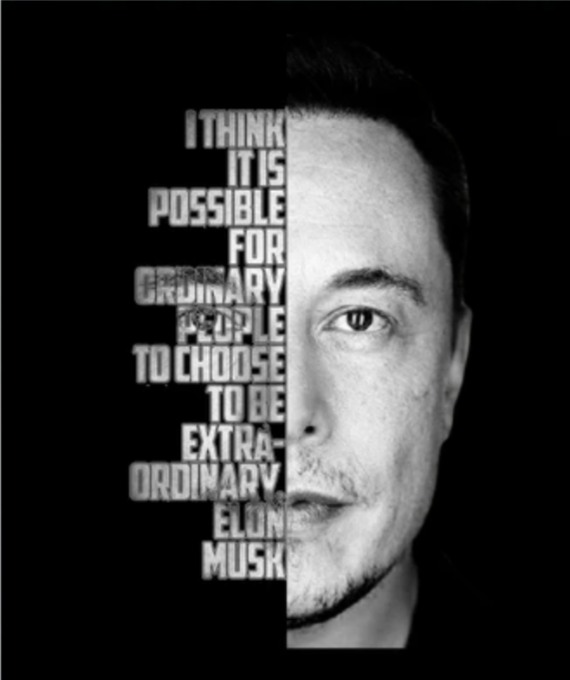 I THINK
IT IS
POSSIBLE
FOR
ORDINARY
PEOPLE
TO CHOOSE
TO BE
EXTRA-
ORDINARY.
ELON
MUSK